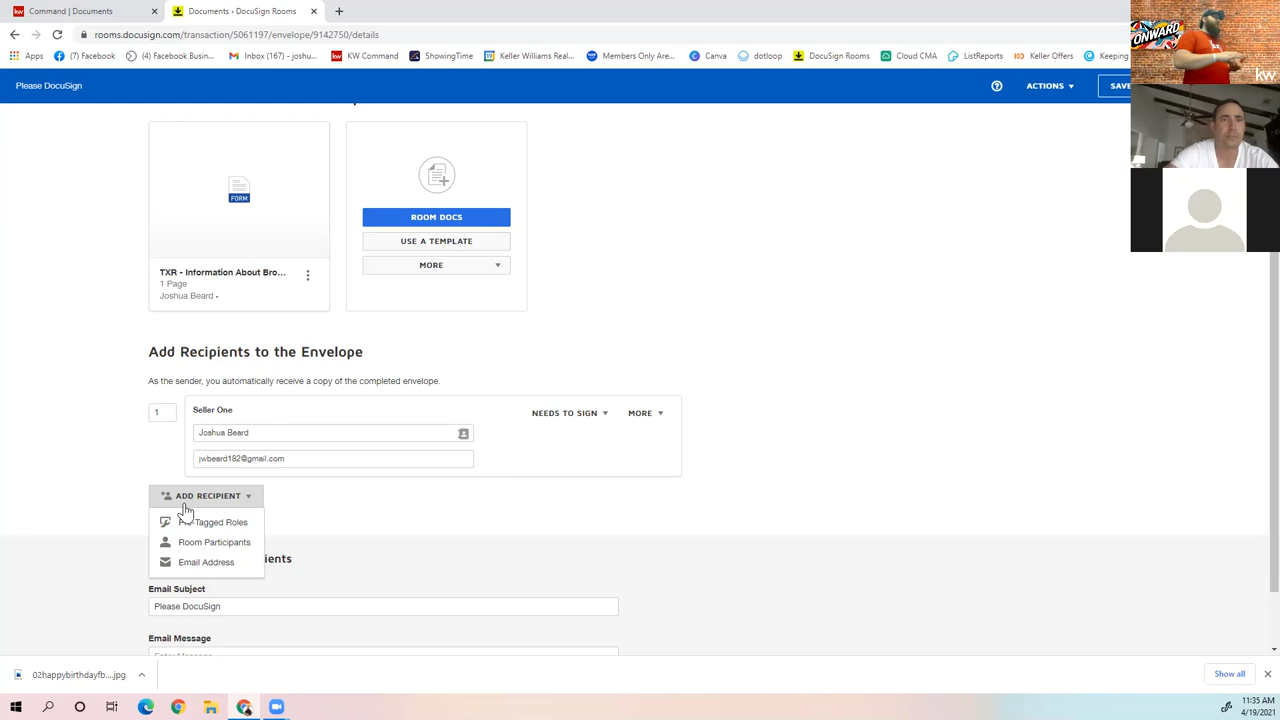 Command | Documents
Documents › DocuSign Rooms
rooms.docusign.com/transaction/5061197/envelope/9142750/details
Apps
(7) Facebook
(4) Facebook Busin...
Inbox (167) - joshu...
KW Command
ShowingTime
Keller Williams Real...
Members Only Are...
Canva
dotloop
DocuSign Rooms
Cloud CMA
ListReports
Keller Offers
Keeping
Please DocuSign
ACTIONS
SAVE
ONWARD
kw
FORM
TXR - Information About Bro...
1 Page
Joshua Beard •
ROOM DOCS
USE A TEMPLATE
MORE
Add Recipients to the Envelope
As the sender, you automatically receive a copy of the completed envelope.
1
Seller One
NEEDS TO SIGN
MORE
Joshua Beard
jwbeard182@gmail.com
ADD RECIPIENT
Tagged Roles
Room Participants
Email Address
ients
Email Subject
Please DocuSign
Email Message
02happybirthdayfb....jpg
Show all
11:35 AM
4/19/2021